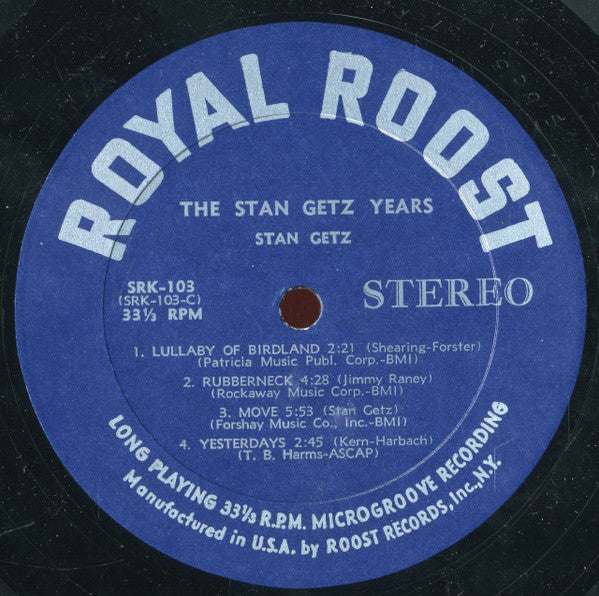 ROYAL ROOST
THE STAN GETZ YEARS
STAN GETZ
SRK-103
(SRK-103-C)
33⅓ RPM
STEREO
1. LULLABY OF BIRDLAND 2:21 (Shearing-Forster)
(Patricia Music Publ. Corp.-BMI)
2. RUBBERNECK 4:28 (Jimmy Raney)
(Rockaway Music Corp.-BMI)
3. MOVE 5:53 (Stan Getz)
(Forshay Music Co., Inc.-BMI)
4. YESTERDAYS 2:45 (Kern-Harbach)
(T. B. Harms-ASCAP)
LONG PLAYING 33⅓ R.P.M. MICROGROOVE RECORDING
Manufactured in U.S.A. by ROOST RECORDS, Inc., N.Y.